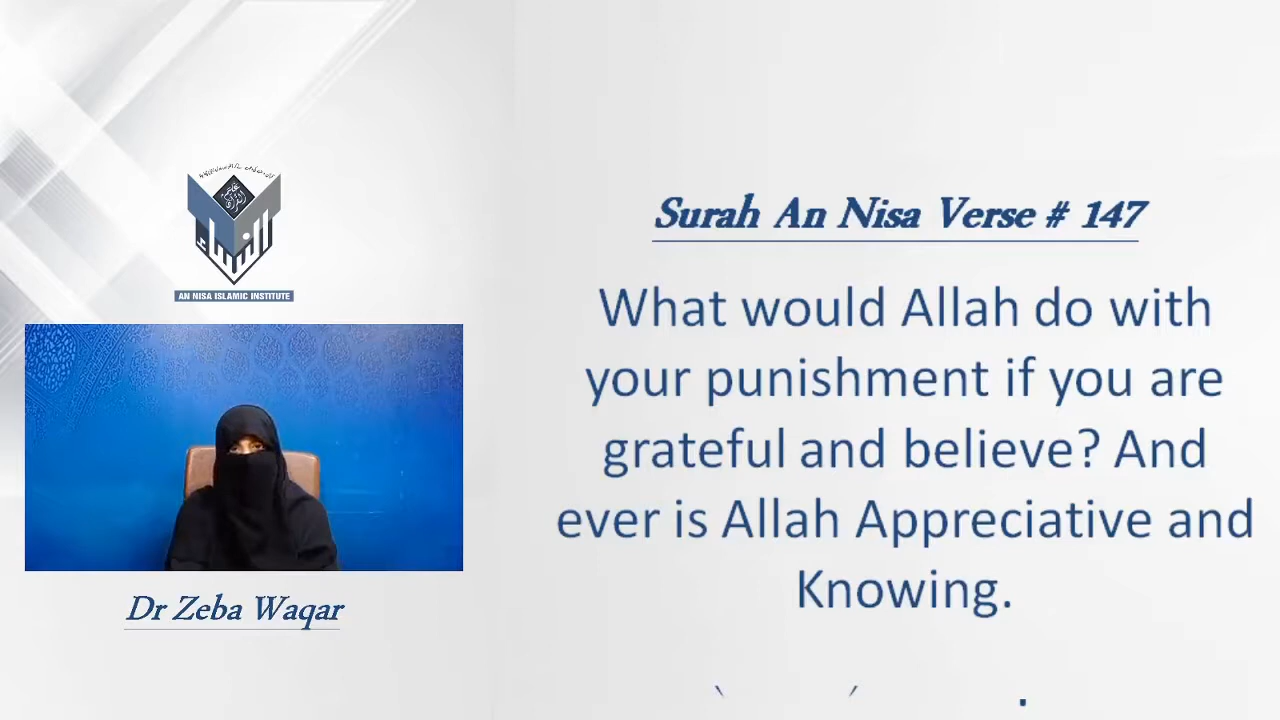 النساء
AN NISA ISLAMIC INSTITUTE
Dr Zeba Waqar
Surah An Nisa Verse # 147
What would Allah do with
your punishment if you are
grateful and believe? And
ever is Allah Appreciative and
Knowing.